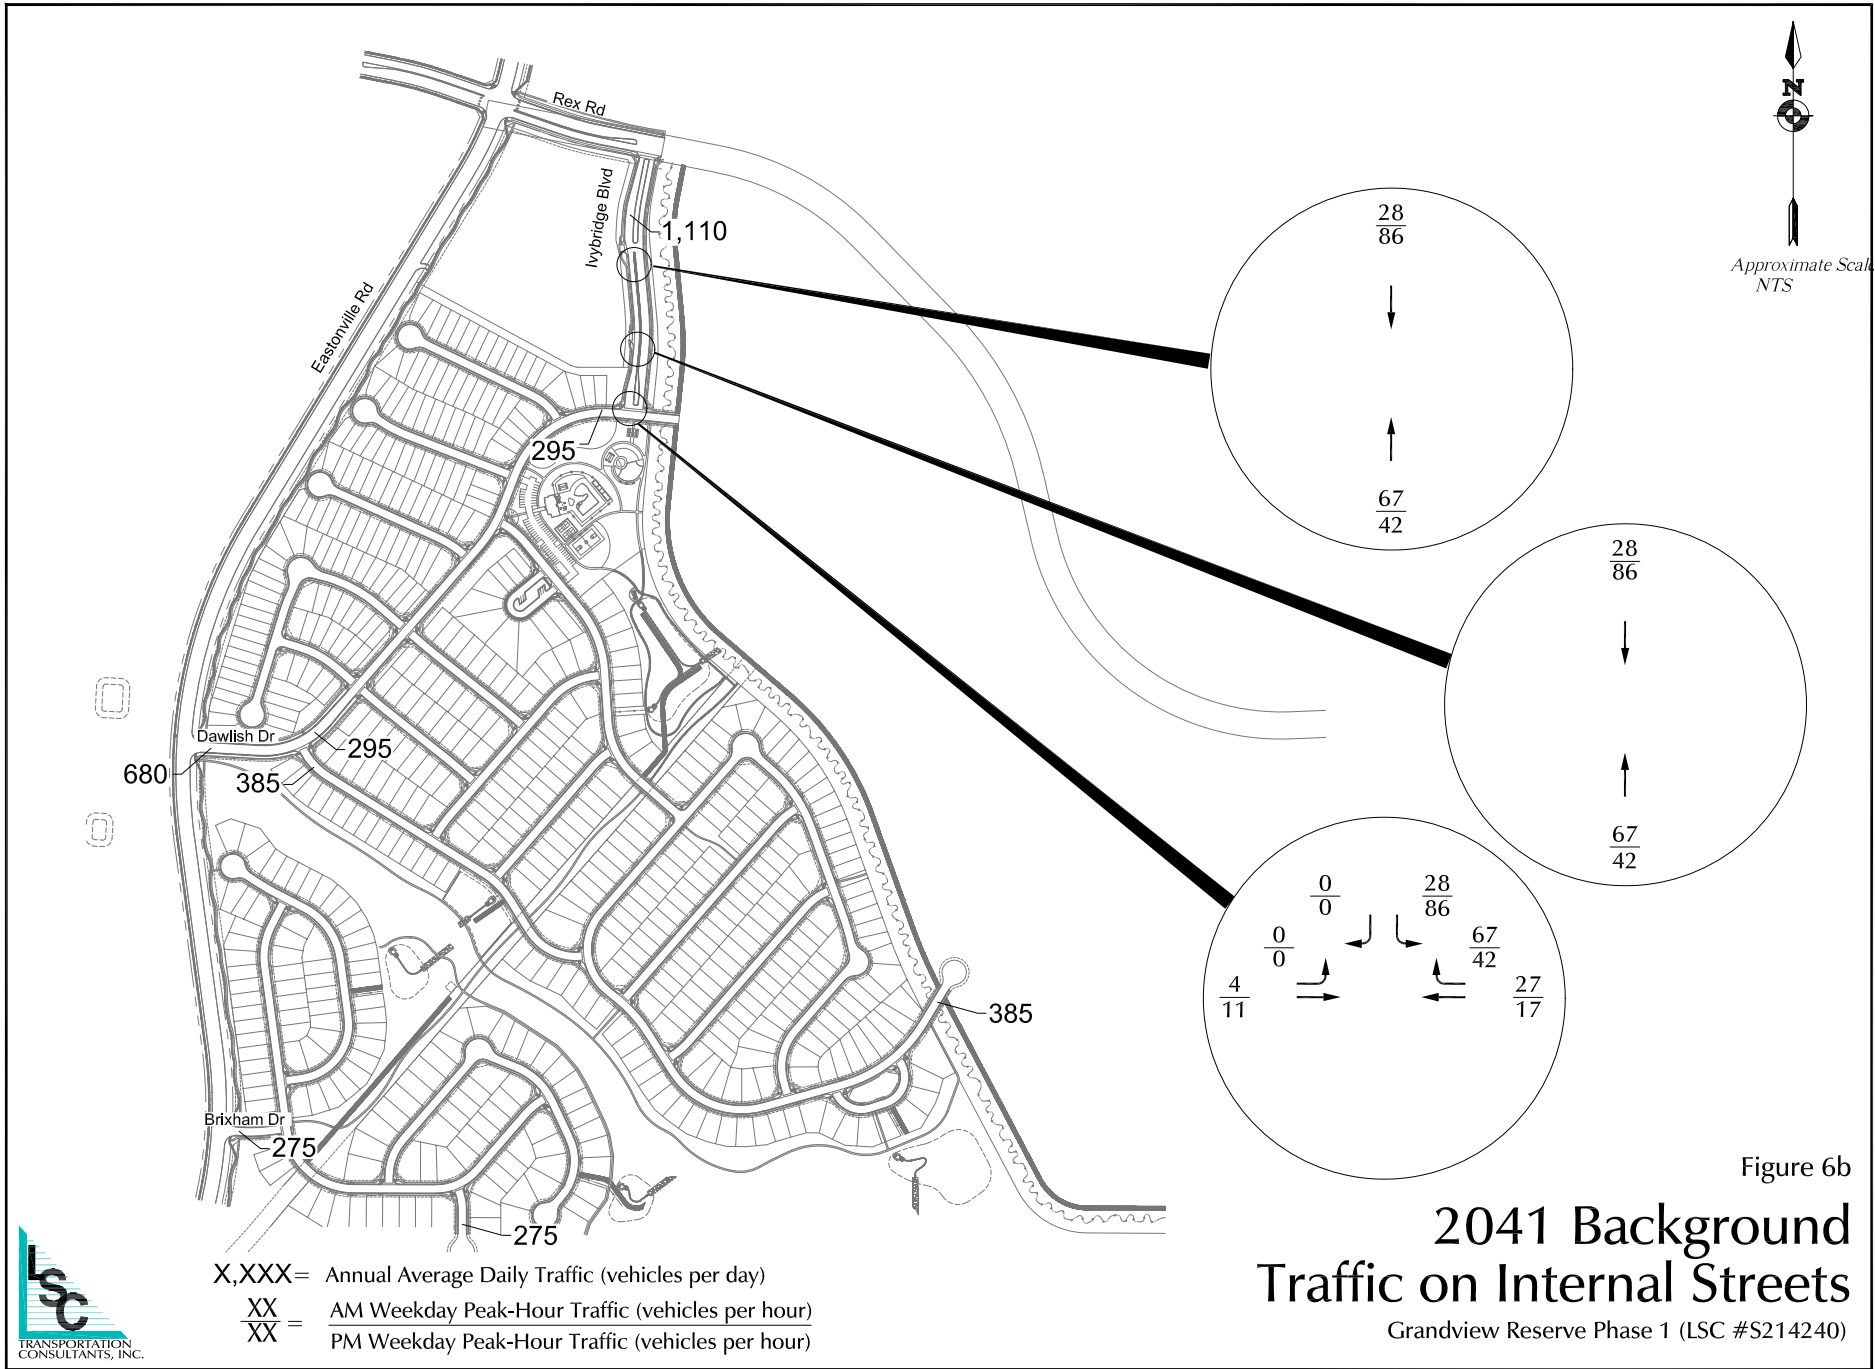 Rex Rd
Ivybridge Blvd
1,110
Eastonville Rd
295
Dawlish Dr
295
680
385
385
Brixham Dr
275
275
N
Approximate Scale
NTS
28
86
67
42
28
86
67
42
0
0
28
86
0
0
67
42
4
11
27
17
Figure 6b
2041 Background
Traffic on Internal Streets
Grandview Reserve Phase 1 (LSC #S214240)
X,XXX= Annual Average Daily Traffic (vehicles per day)
XX
XX
= AM Weekday Peak-Hour Traffic (vehicles per hour)
PM Weekday Peak-Hour Traffic (vehicles per hour)
LSC
TRANSPORTATION
CONSULTANTS, INC.